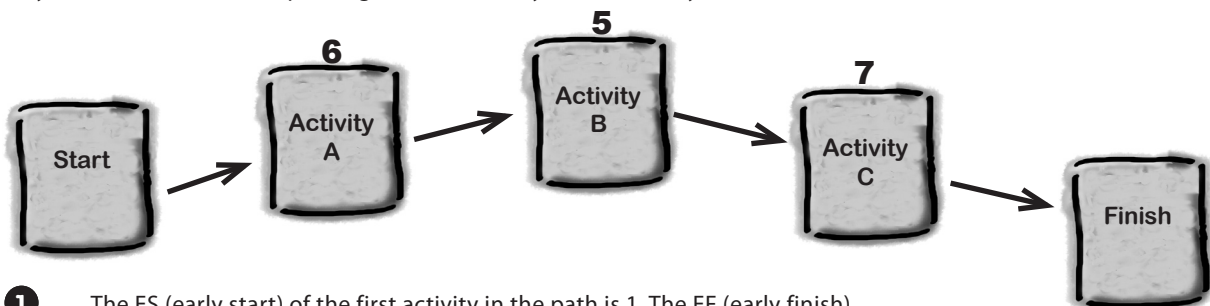 5
6
7
Activity
B
Activity
A
Activity
C
Start
Finish
1 The ES (early start) of the first activity in the path is 1. The EF (early finish)